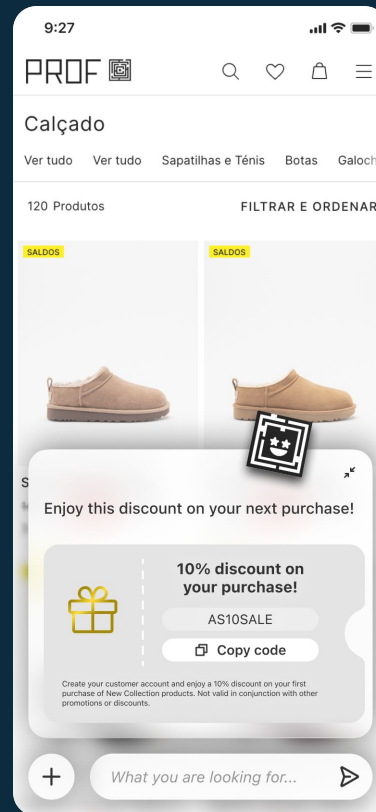 9:27
PROF
Calçado
Ver tudo Ver tudo Sapatilhas e Ténis Botas Galoch
120 Produtos FILTRAR E ORDENAR
SALDOS SALDOS
S
Enjoy this discount on your next purchase!
10% discount on
your purchase!
AS10SALE
Copy code
Create your customer account and enjoy a 10% discount on your first
purchase of New Collection products. Not valid in conjunction with other
promotions or discounts.
What you are looking for...